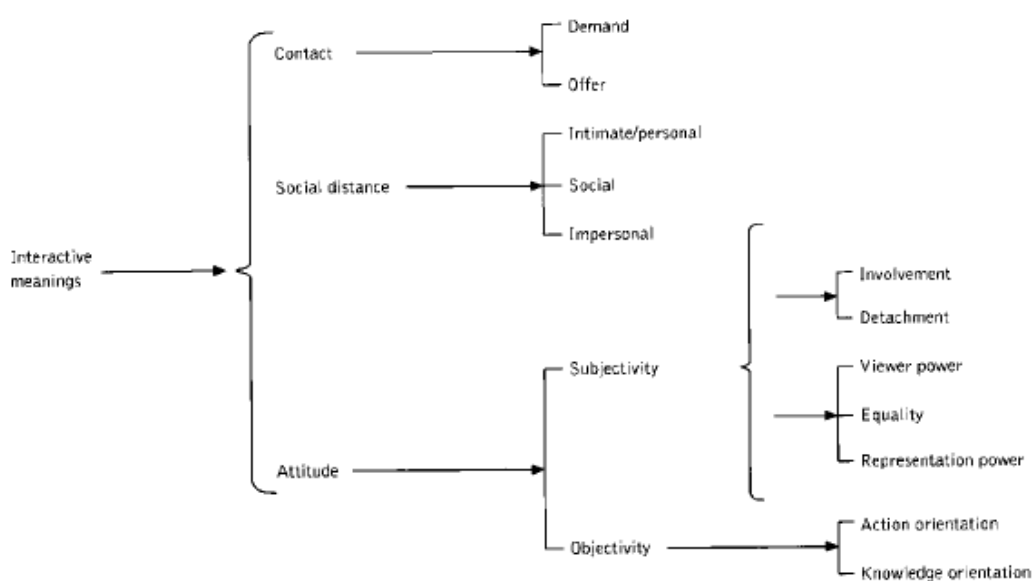 Demand
Contact
Offer
Intimate/personal
Social distance
Social
Impersonal
Interactive
meanings
Involvement
Detachment
Subjectivity
Viewer power
Equality
Representation power
Attitude
Action orientation
Objectivity
Knowledge orientation